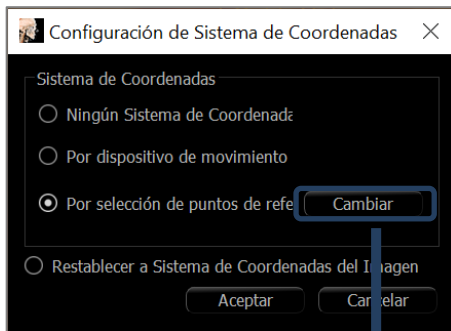 Configuración de Sistema de Coordenadas
Sistema de Coordenadas
Ningún Sistema de Coordenada
Por dispositivo de movimiento
Por selección de puntos de refe Cambiar
Restablecer a Sistema de Coordenadas del Imagen
Aceptar Cancelar